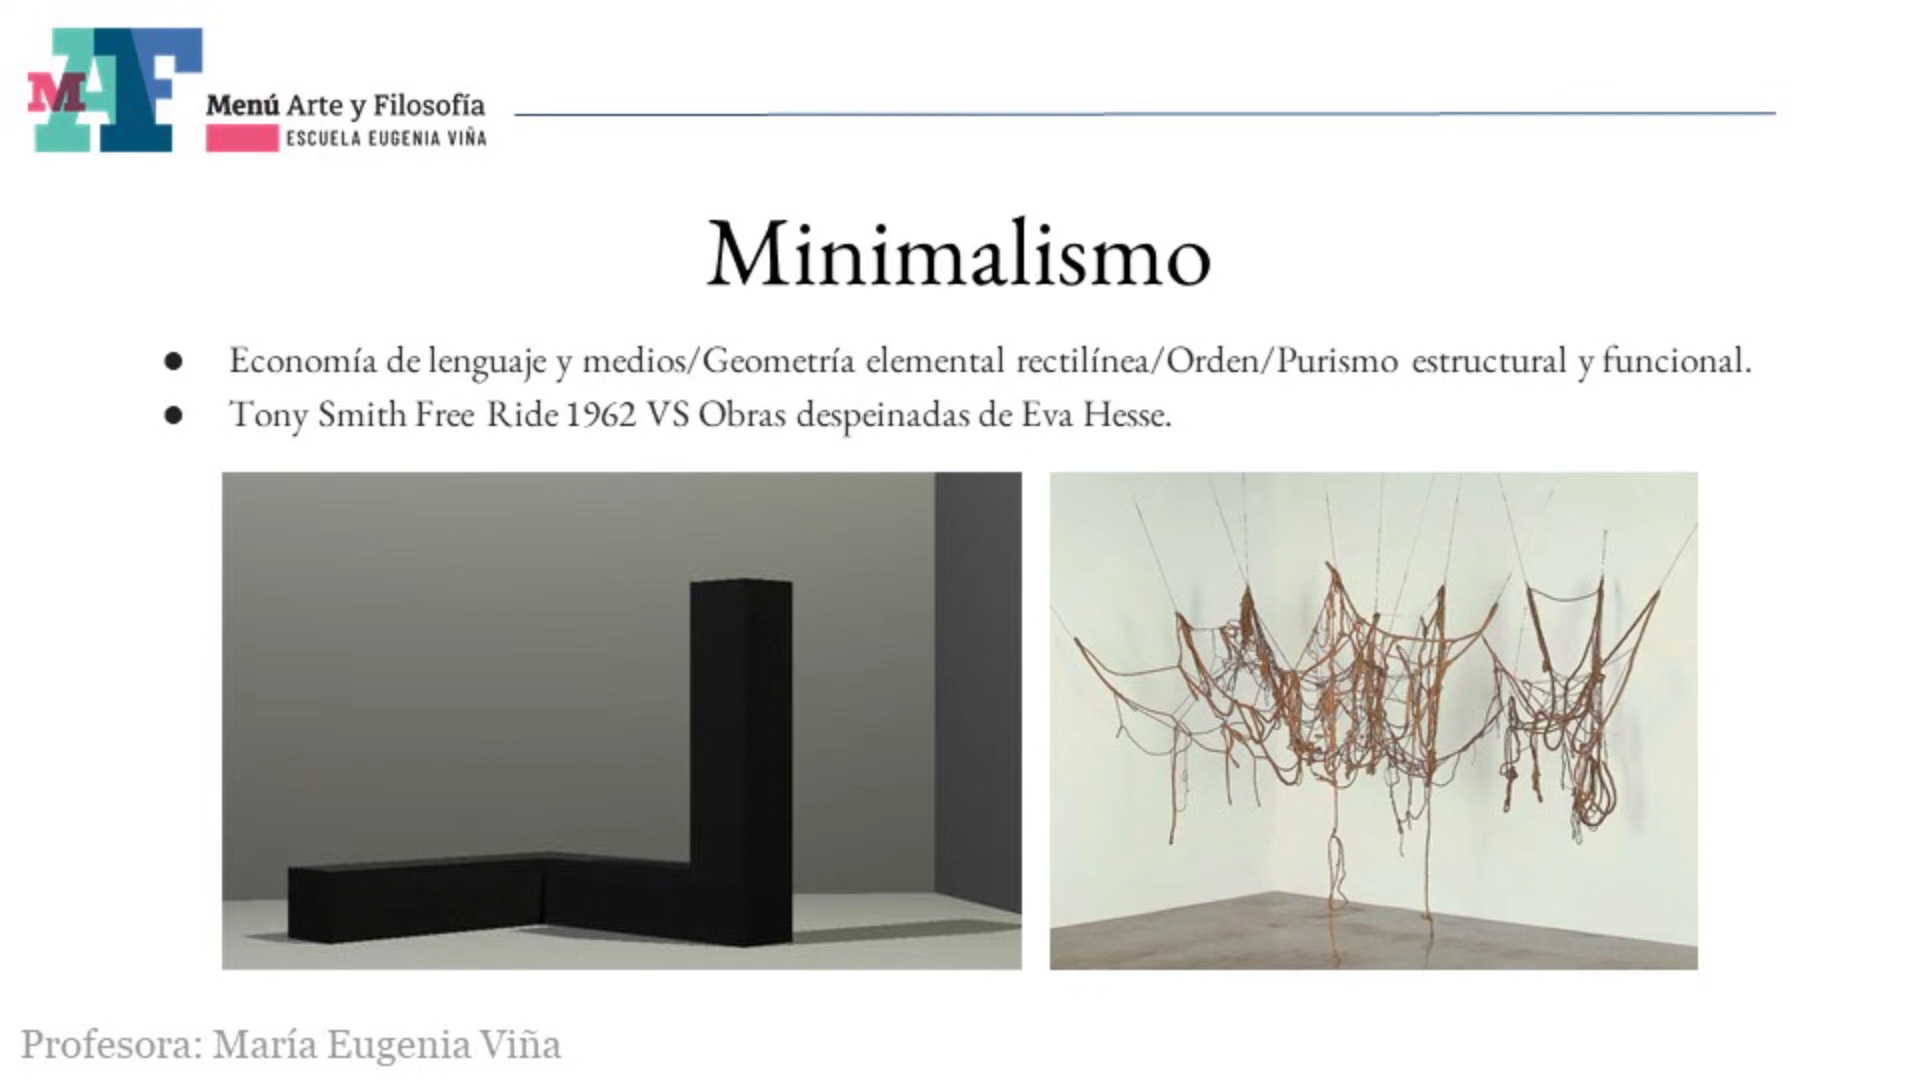 MAF
Menú Arte y Filosofía
ESCUELA EUGENIA VIÑA
Minimalismo
● Economía de lenguaje y medios/Geometría elemental rectilínea/Orden/Purismo estructural y funcional.
● Tony Smith Free Ride 1962 VS Obras despeinadas de Eva Hesse.
Profesora: María Eugenia Viña